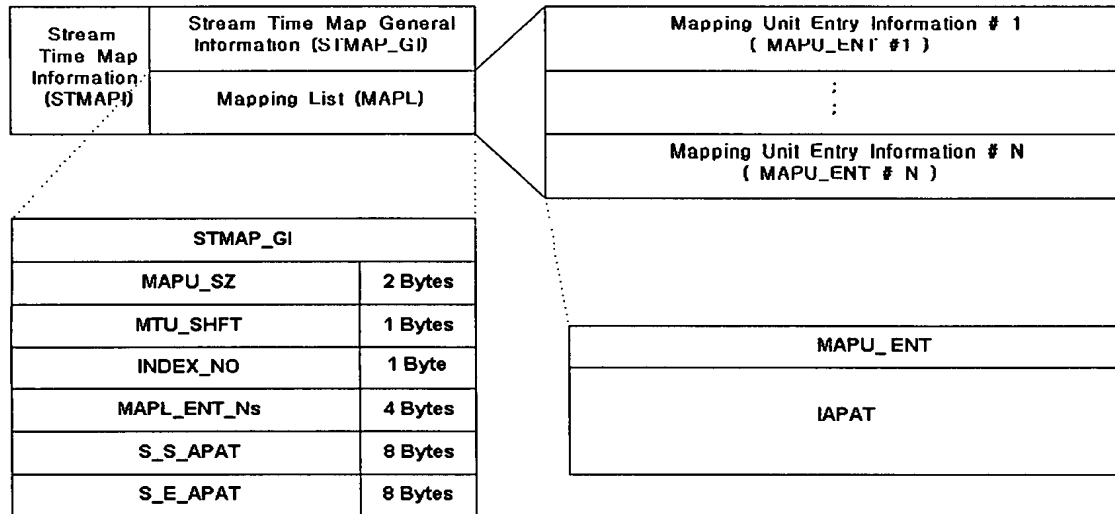 Stream
Time Map
Information
(STMAPI)
Stream Time Map General
Information (STMAP_GI)
Mapping List (MAPL)
Mapping Unit Entry Information # 1
( MAPU_ENT #1 )
:
:
Mapping Unit Entry Information # N
( MAPU_ENT # N )
STMAP_GI
MAPU_SZ 2 Bytes
MTU_SHFT 1 Bytes
INDEX_NO 1 Byte
MAPL_ENT_Ns 4 Bytes
S_S_APAT 8 Bytes
S_E_APAT 8 Bytes
MAPU_ENT
IAPAT